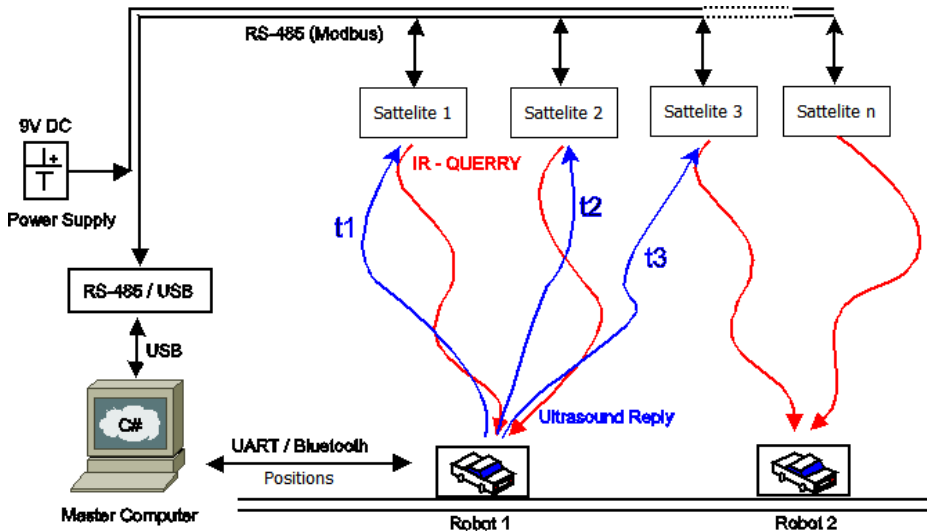 RS-485 (Modbus)
Sattelite 1
Sattelite 2
Sattelite 3
Sattelite n
9V DC
Power Supply
IR - QUERRY
t1
t2
t3
RS-485 / USB
USB
C#
Ultrasound Reply
UART / Bluetooth
Positions
Master Computer
Robot 1
Robot 2